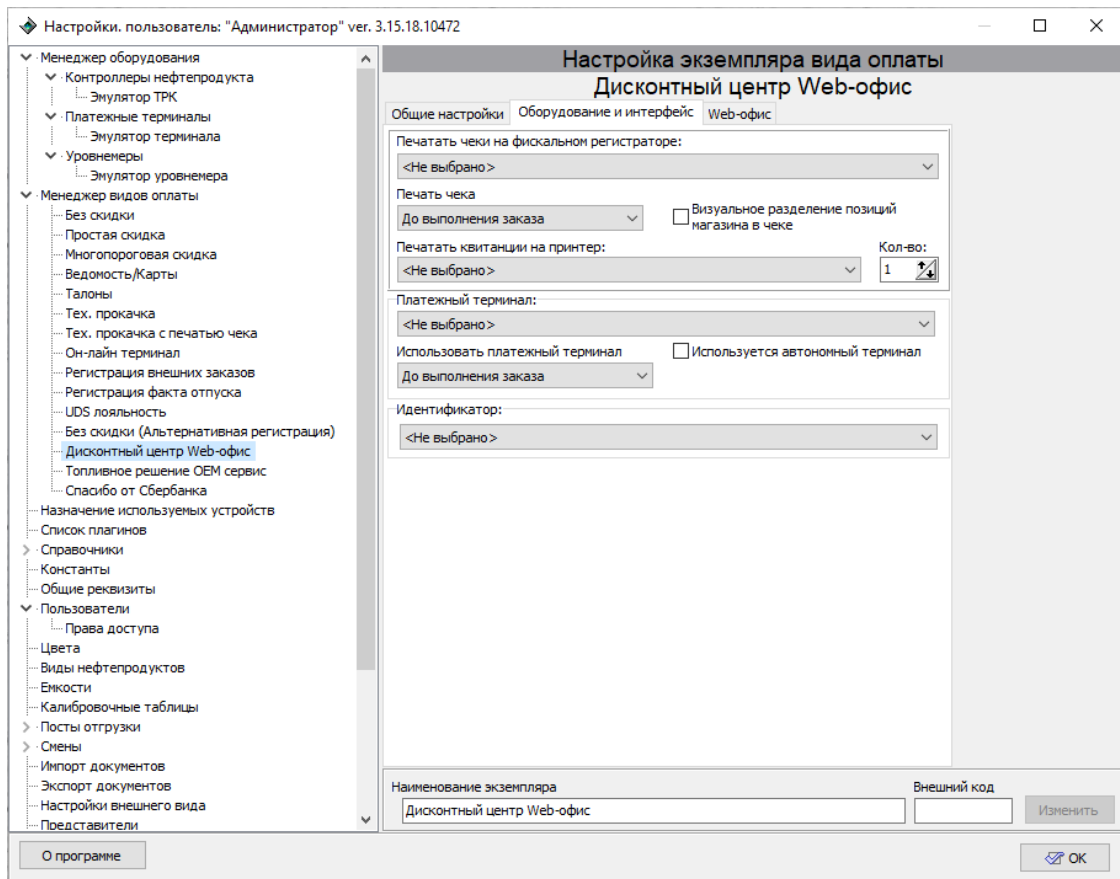 Настройки. пользователь: "Администратор" ver. 3.15.18.10472
Менеджер оборудования
Контроллеры нефтепродукта
Эмулятор ТРК
Платежные терминалы
Эмулятор терминала
Уровнемеры
Эмулятор уровнемера
Менеджер видов оплаты
Без скидки
Простая скидка
Многопороговая скидка
Ведомость/Карты
Талоны
Тех. прокачка
Тех. прокачка с печатью чека
Он-лайн терминал
Регистрация внешних заказов
Регистрация факта отпуска
UDS лояльность
Без скидки (Альтернативная регистрация)
Дисконтный центр Web-офис
Топливное решение ОЕМ сервис
Спасибо от Сбербанка
Назначение используемых устройств
Список плагинов
Справочники
Константы
Общие реквизиты
Пользователи
Права доступа
Цвета
Виды нефтепродуктов
Емкости
Калибровочные таблицы
Посты отгрузки
Смены
Импорт документов
Экспорт документов
Настройки внешнего вида
Представители
Настройка экземпляра вида оплаты
Дисконтный центр Web-офис
Общие настройки Оборудование и интерфейс Web-офис
Печатать чеки на фискальном регистраторе:
<Не выбрано>
Печать чека
До выполнения заказа
Визуальное разделение позиций
магазина в чеке
Печатать квитанции на принтер: Кол-во:
<Не выбрано> 1
Платежный терминал:
<Не выбрано>
Использовать платежный терминал Используется автономный терминал
До выполнения заказа
Идентификатор:
<Не выбрано>
Наименование экземпляра Внешний код
Дисконтный центр Web-офис Изменить
О программе OK